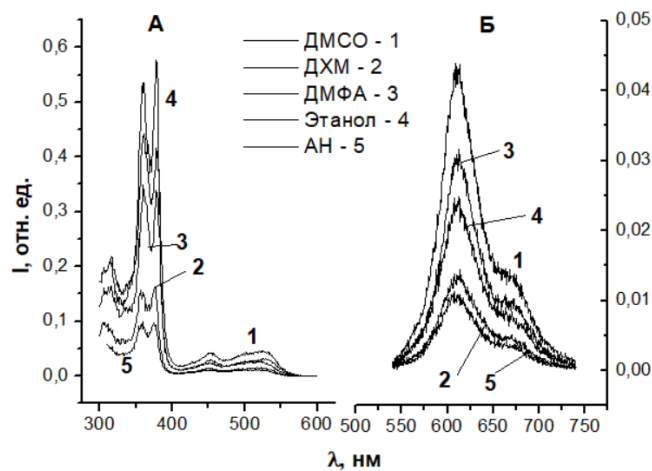 А
Б
ДМСО - 1
ДХМ - 2
ДМФА - 3
Этанол - 4
АН - 5
I, отн. ед.
0,6
0,5
0,4
0,3
0,2
0,1
0,0
4
3
2
1
5
300 400 500 600
0,05
0,04
0,03
0,02
0,01
0,00
3
4
1
2
5
500 550 600 650 700 750
λ, нм